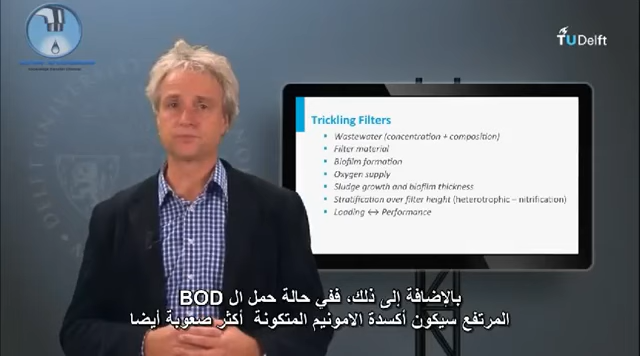 TUDelft
Trickling Filters
Wastewater (concentration + composition)
Filter material
Biofilm formation
Oxygen supply
Sludge growth and biofilm thickness
Stratification over filter height (heterotrophic – nitrification)
Loading ↔ Performance
بالإضافة إلى ذلك، ففي حالة حمل ال BOD
المرتفع سيكون أكسدة الامونيم المتكونة أكثر صعوبة أيضا